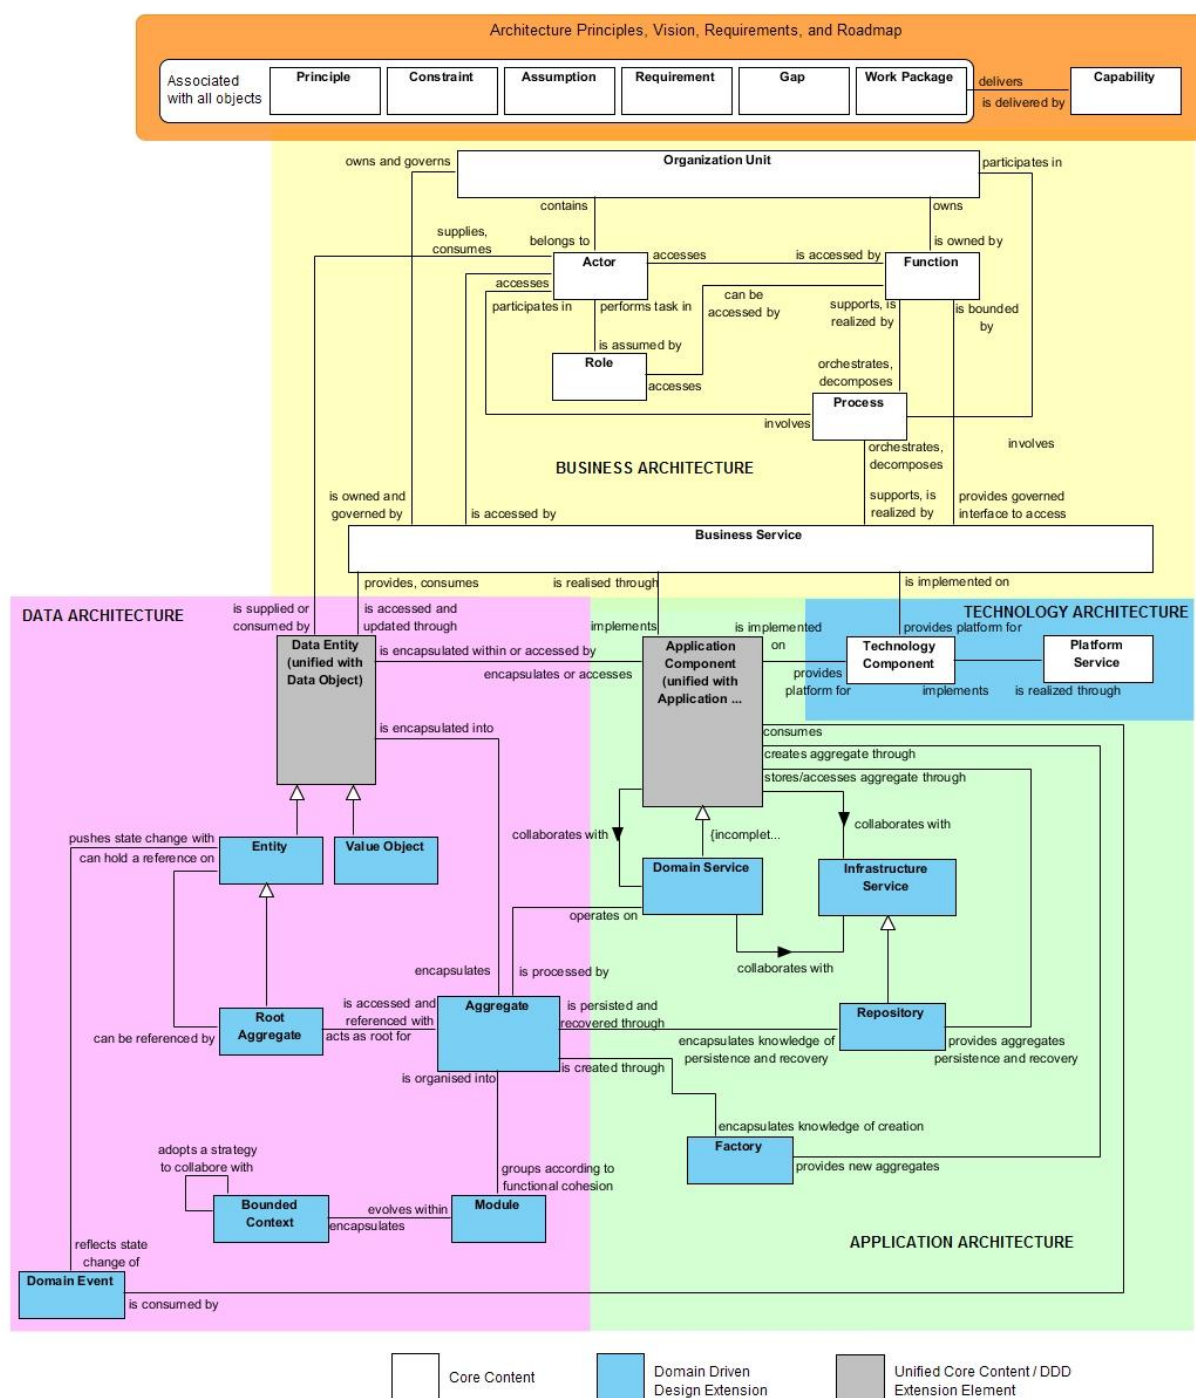 Architecture Principles, Vision, Requirements, and Roadmap
Associated
with all objects
Principle
Constraint
Assumption
Requirement
Gap
Work Package
delivers
is delivered by
Capability
owns and governs
Organization Unit
participates in
contains
owns
supplies,
consumes
belongs to
is owned by
Actor
accesses
is accessed by
Function
accesses
participates in
performs task in
can be
accessed by
supports, is
realized by
is bounded
by
is assumed by
Role
accesses
orchestrates,
decomposes
Process
involves
involves
orchestrates,
decomposes
BUSINESS ARCHITECTURE
is owned and
governed by
is accessed by
supports, is
realized by
provides governed
interface to access
Business Service
provides, consumes
is realised through
is implemented on
DATA ARCHITECTURE
is supplied or
consumed by
is accessed and
updated through
implements
is implemented
on
TECHNOLOGY ARCHITECTURE
provides platform for
Data Entity
(unified with
Data Object)
is encapsulated within or accessed by
encapsulates or accesses
Application
Component
(unified with
Application ...
Technology
Component
Platform
Service
provides
platform for
implements
is realized through
is encapsulated into
consumes
creates aggregate through
stores/accesses aggregate through
pushes state change with
can hold a reference on
Entity
Value Object
collaborates with
{incomplet...
collaborates with
Domain Service
Infrastructure
Service
operates on
collaborates with
encapsulates
is processed by
Root
Aggregate
can be referenced by
is accessed and
referenced with
acts as root for
Aggregate
is persisted and
recovered through
encapsulates knowledge of
persistence and recovery
Repository
provides aggregates
persistence and recovery
is organised into
is created through
encapsulates knowledge of creation
Factory
provides new aggregates
adopts a strategy
to collabore with
groups according to
functional cohesion
Bounded
Context
evolves within
encapsulates
Module
APPLICATION ARCHITECTURE
reflects state
change of
Domain Event
is consumed by
Core Content
Domain Driven
Design Extension
Unified Core Content / DDD
Extension Element